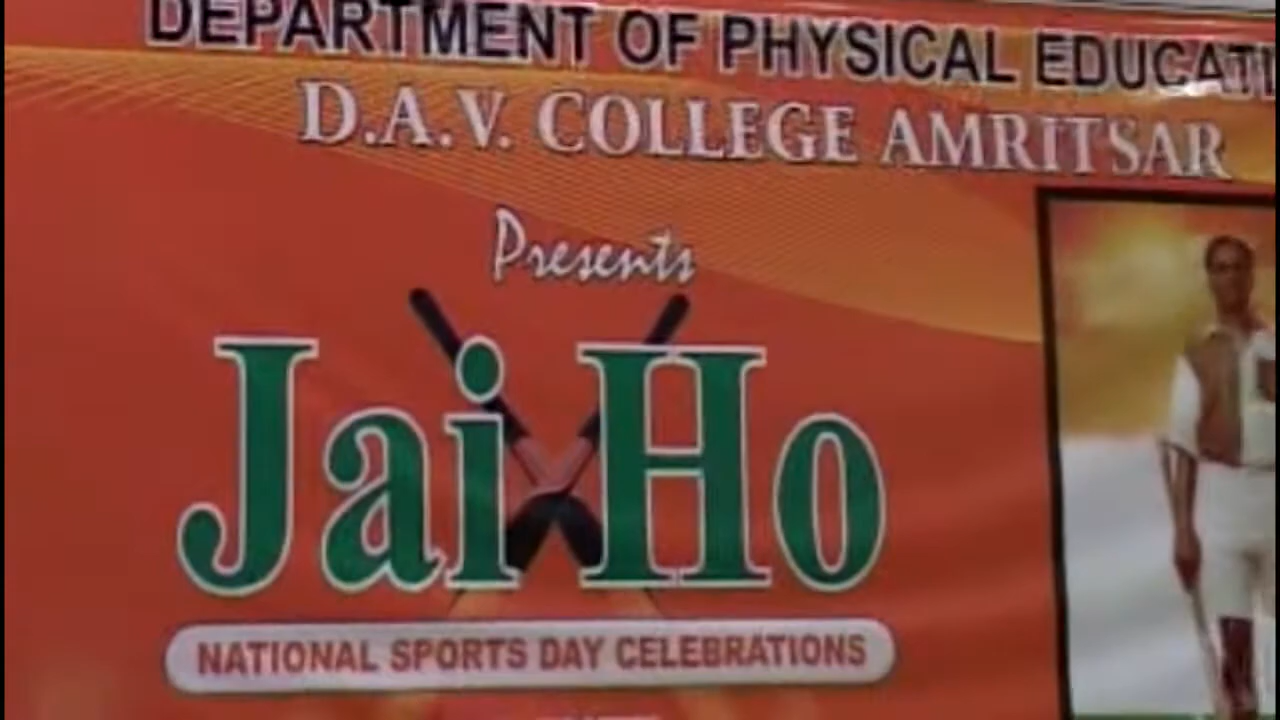 DEPARTMENT OF PHYSICAL EDUCATI
D.A.V. COLLEGE AMRITSAR
Presents
Jai Ho
NATIONAL SPORTS DAY CELEBRATIONS